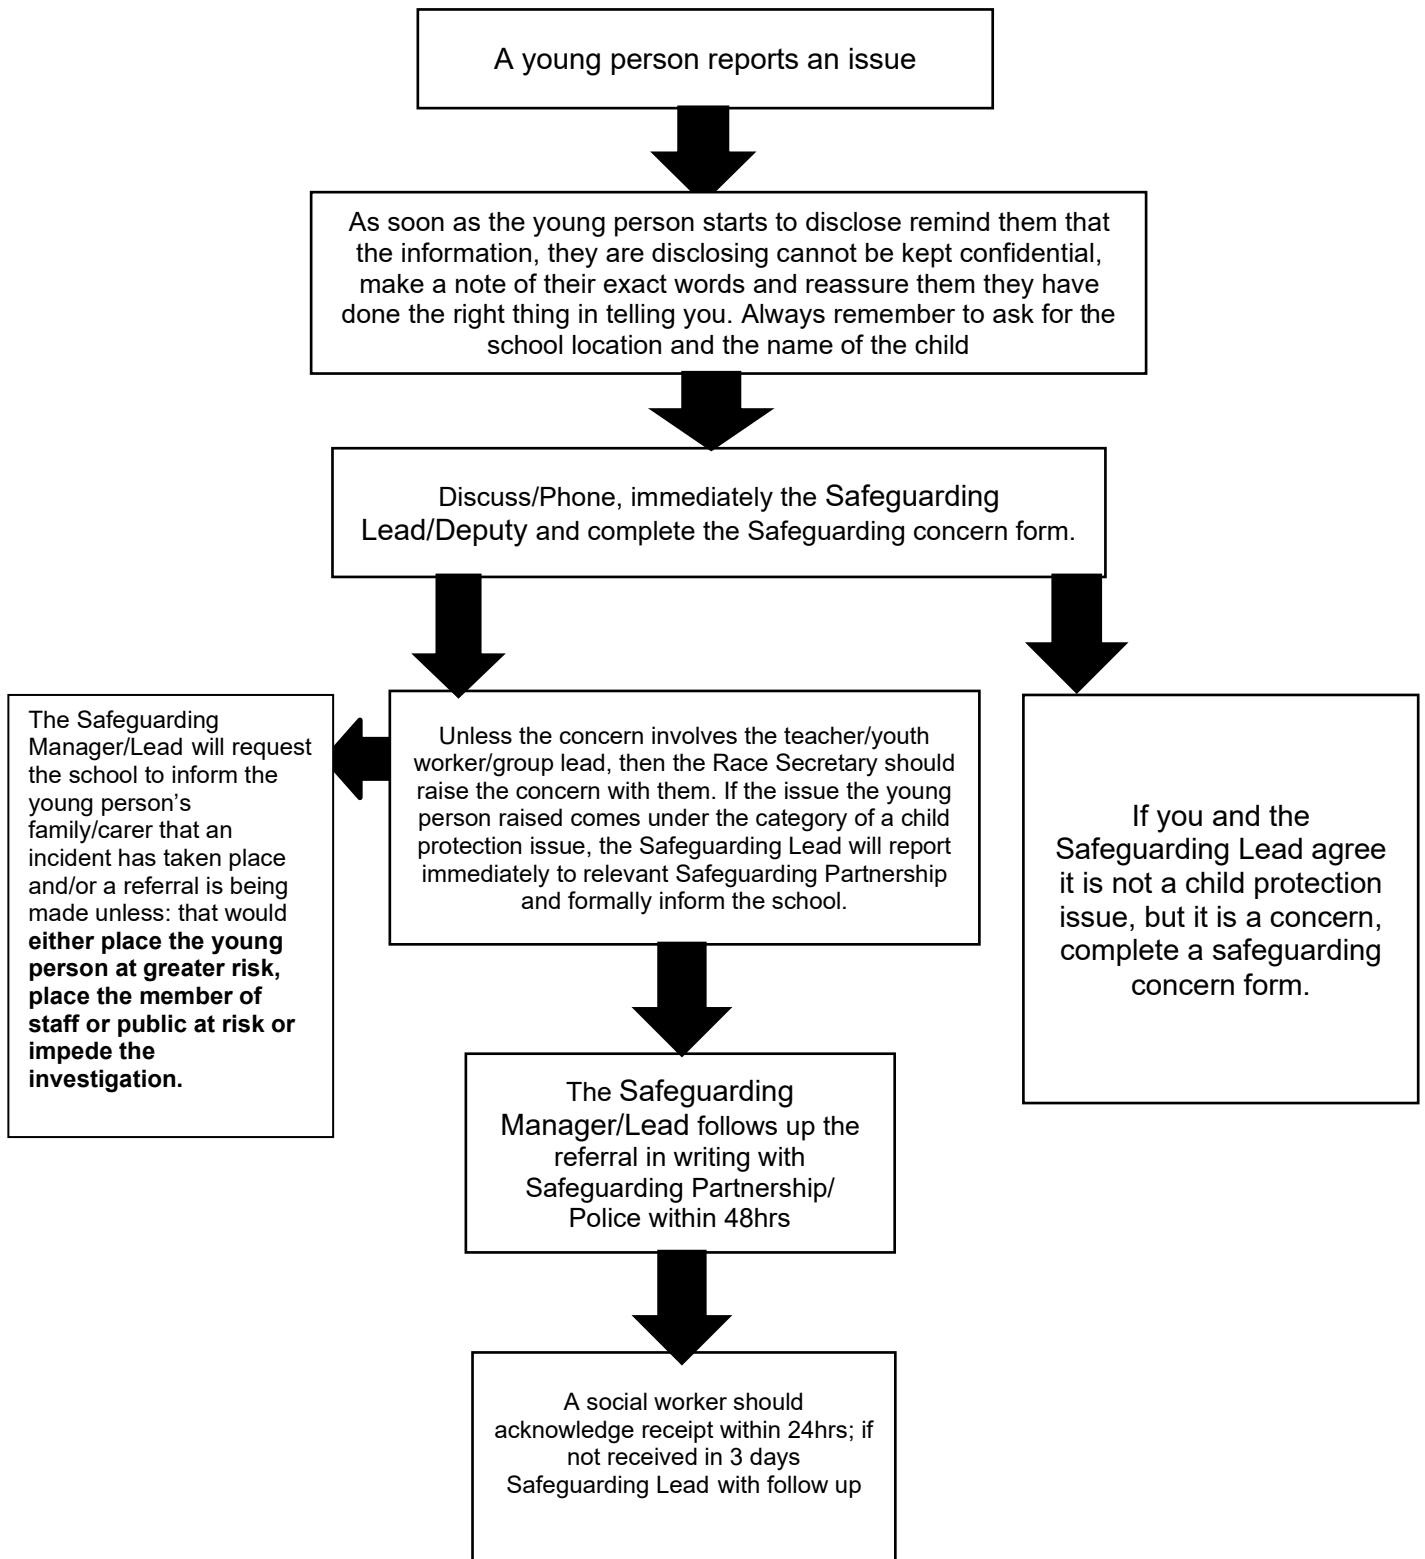 A young person reports an issue
As soon as the young person starts to disclose remind them that
the information, they are disclosing cannot be kept confidential,
make a note of their exact words and reassure them they have
done the right thing in telling you. Always remember to ask for the
school location and the name of the child
Discuss/Phone, immediately the Safeguarding
Lead/Deputy and complete the Safeguarding concern form.
The Safeguarding
Manager/Lead will request
the school to inform the
young person’s
family/carer that an
incident has taken place
and/or a referral is being
made unless: that would
either place the young
person at greater risk,
place the member of
staff or public at risk or
impede the
investigation.
Unless the concern involves the teacher/youth
worker/group lead, then the Race Secretary should
raise the concern with them. If the issue the young
person raised comes under the category of a child
protection issue, the Safeguarding Lead will report
immediately to relevant Safeguarding Partnership
and formally inform the school.
If you and the
Safeguarding Lead agree
it is not a child protection
issue, but it is a concern,
complete a safeguarding
concern form.
The Safeguarding
Manager/Lead follows up the
referral in writing with
Safeguarding Partnership/
Police within 48hrs
A social worker should
acknowledge receipt within 24hrs; if
not received in 3 days
Safeguarding Lead with follow up